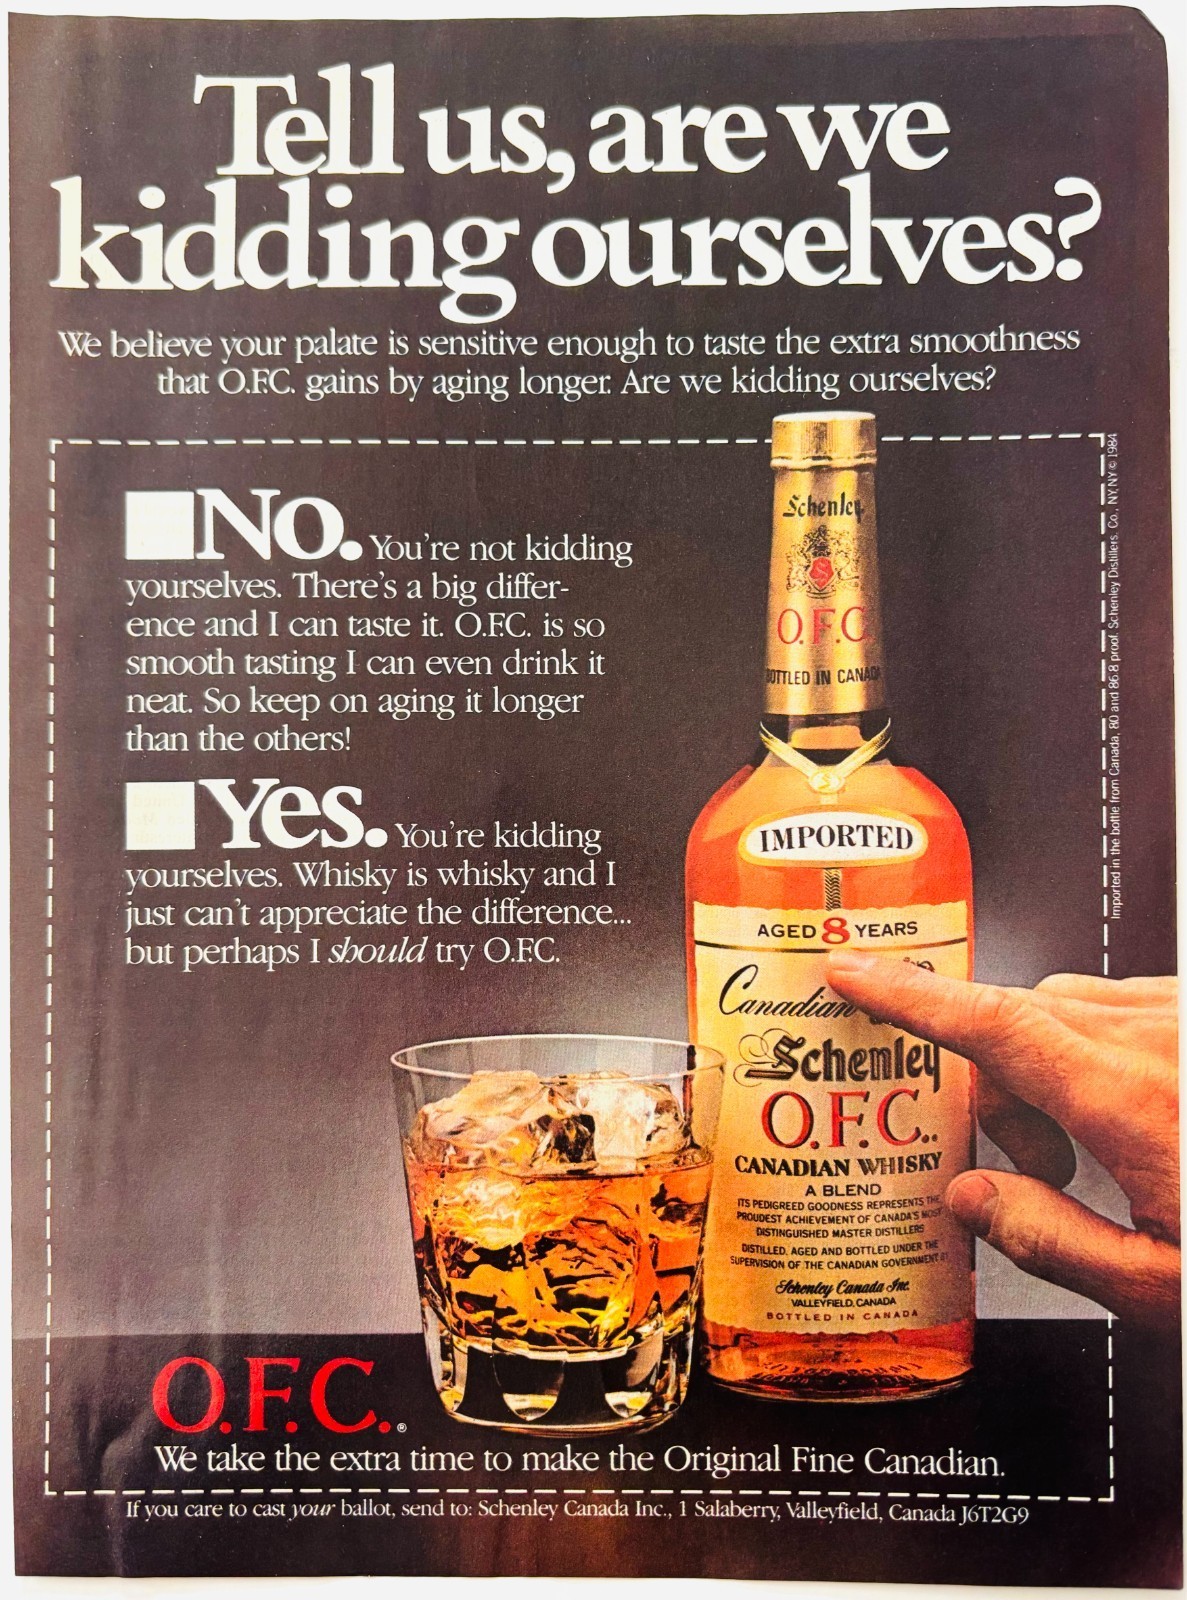 Tell us, are we
kidding ourselves?
We believe your palate is sensitive enough to taste the extra smoothness
that O.F.C. gains by aging longer. Are we kidding ourselves?
No. You're not kidding
yourselves. There's a big differ-
ence and I can taste it. O.F.C. is so
smooth tasting I can even drink it
neat. So keep on aging it longer
than the others!
Yes. You're kidding
yourselves. Whisky is whisky and I
just can't appreciate the difference...
but perhaps I should try O.F.C.
Schenley
S
O.F.C
BOTTLED IN CANADA
S
IMPORTED
AGED 8 YEARS
Canadian
Schenley
O.F.C..
CANADIAN WHISKY
A BLEND
ITS PEDIGREED GOODNESS REPRESENTS THE
PROUDEST ACHIEVEMENT OF CANADA'S MOST
DISTINGUISHED MASTER DISTILLERS
DISTILLED, AGED AND BOTTLED UNDER THE
SUPERVISION OF THE CANADIAN GOVERNMENT BY
Schenley Canada Inc.
VALLEYFIELD, CANADA
BOTTLED IN CANADA
Imported in the bottle from Canada, 80 and 86.8 proof. Schenley Distillers. Co., NY, NY © 1984
O.F.C.®
We take the extra time to make the Original Fine Canadian.
If you care to cast your ballot, send to: Schenley Canada Inc., 1 Salaberry, Valleyfield, Canada J6T2G9